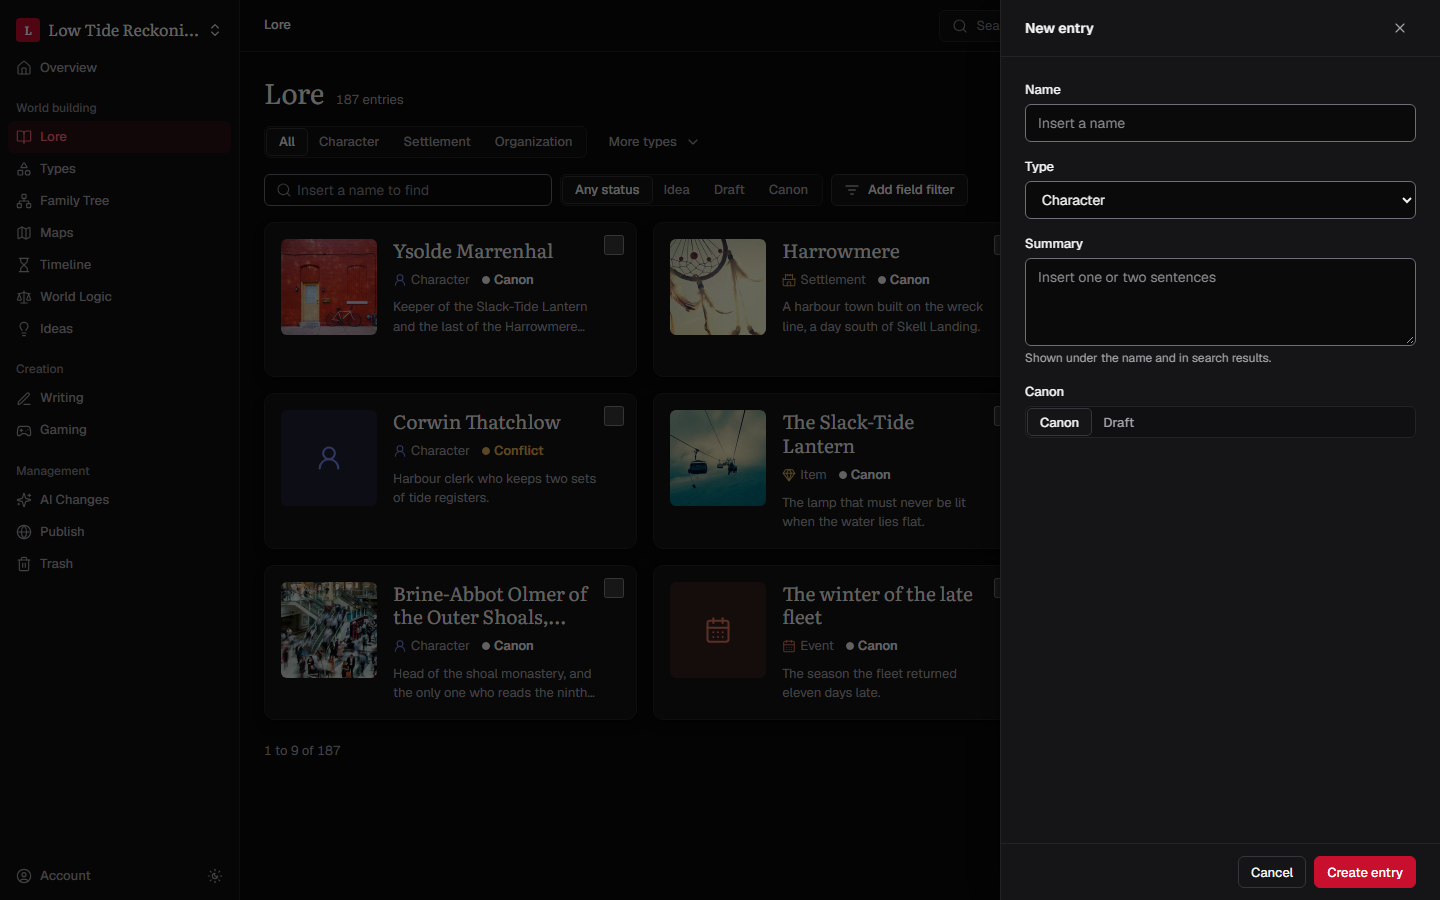 L Low Tide Reckoni...
Overview
World building
Lore
Types
Family Tree
Maps
Timeline
World Logic
Ideas
Creation
Writing
Gaming
Management
AI Changes
Publish
Trash
Account
Lore
Sea
Lore 187 entries
All Character Settlement Organization More types
Insert a name to find
Any status Idea Draft Canon Add field filter
Ysolde Marrenhal
Character Canon
Keeper of the Slack-Tide Lantern
and the last of the Harrowmere...
Harrowmere
Settlement Canon
A harbour town built on the wreck
line, a day south of Skell Landing.
Corwin Thatchlow
Character Conflict
Harbour clerk who keeps two sets
of tide registers.
The Slack-Tide
Lantern
Item Canon
The lamp that must never be lit
when the water lies flat.
Brine-Abbot Olmer of
the Outer Shoals,...
Character Canon
Head of the shoal monastery, and
the only one who reads the ninth...
The winter of the late
fleet
Event Canon
The season the fleet returned
eleven days late.
1 to 9 of 187
New entry
Name
Insert a name
Type
Character
Summary
Insert one or two sentences
Shown under the name and in search results.
Canon
Canon Draft
Cancel Create entry